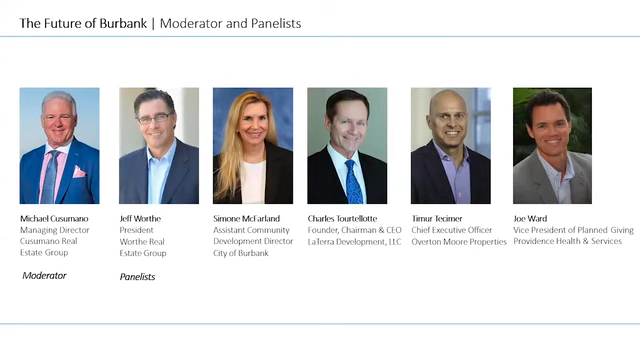 The Future of Burbank | Moderator and Panelists
Michael Cusumano
Managing Director
Cusumano Real
Estate Group
Moderator
Jeff Worthe
President
Worthe Real
Estate Group
Panelists
Simone McFarland
Assistant Community
Development Director
City of Burbank
Charles Tourtellotte
Founder, Chairman & CEO
LaTerra Development, LLC
Timur Tecimer
Chief Executive Officer
Overton Moore Properties
Joe Ward
Vice President of Planned Giving
Providence Health & Services